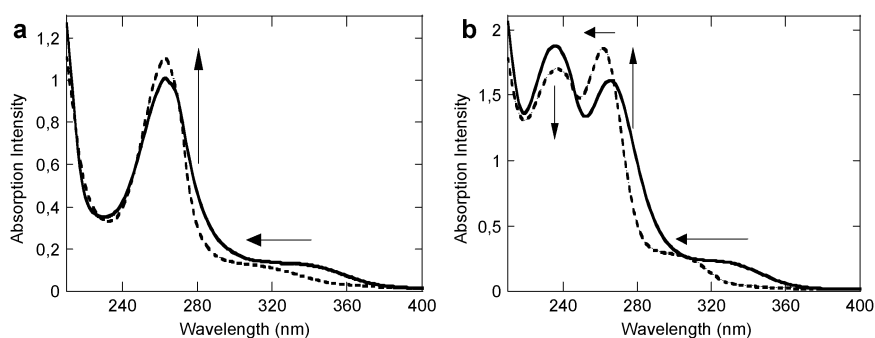 a
Absorption Intensity
1,2
1
0,8
0,6
0,4
0,2
0
240 280 320 360 400
Wavelength (nm)
b
Absorption Intensity
2
1,5
1
0,5
0
240 280 320 360 400
Wavelength (nm)